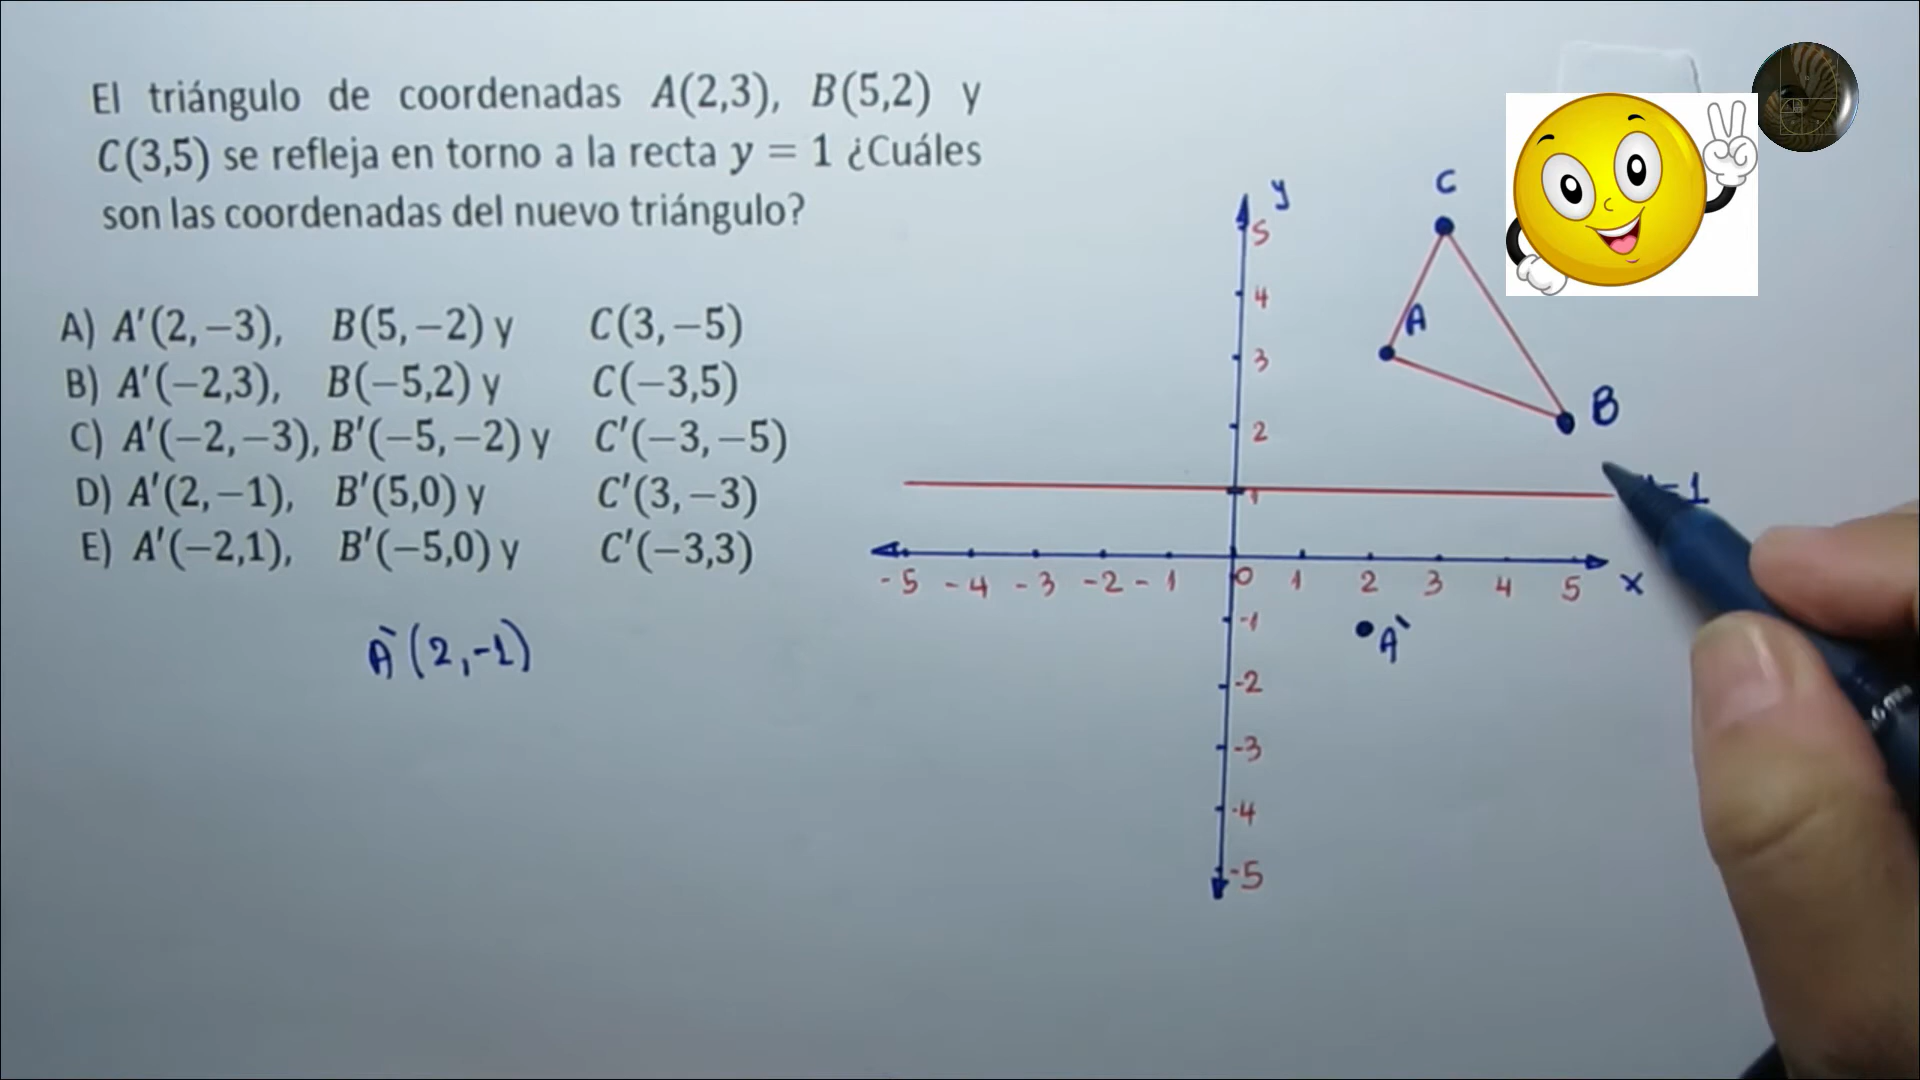 El triángulo de coordenadas A(2,3), B(5,2) y
C(3,5) se refleja en torno a la recta y = 1 ¿Cuáles
son las coordenadas del nuevo triángulo?
A) A′(2,−3), B(5,−2) y C(3,−5)
B) A′(−2,3), B(−5,2) y C(−3,5)
C) A′(−2,−3), B′(−5,−2) y C′(−3,−5)
D) A′(2,−1), B′(5,0) y C′(3,−3)
E) A′(−2,1), B′(−5,0) y C′(−3,3)
A`(2,-1)
y
C
5
4
A
3
B
2
1
=1
-5 -4 -3 -2 -1 0 1 2 3 4 5 x
-1
A`
-2
-3
-4
-5